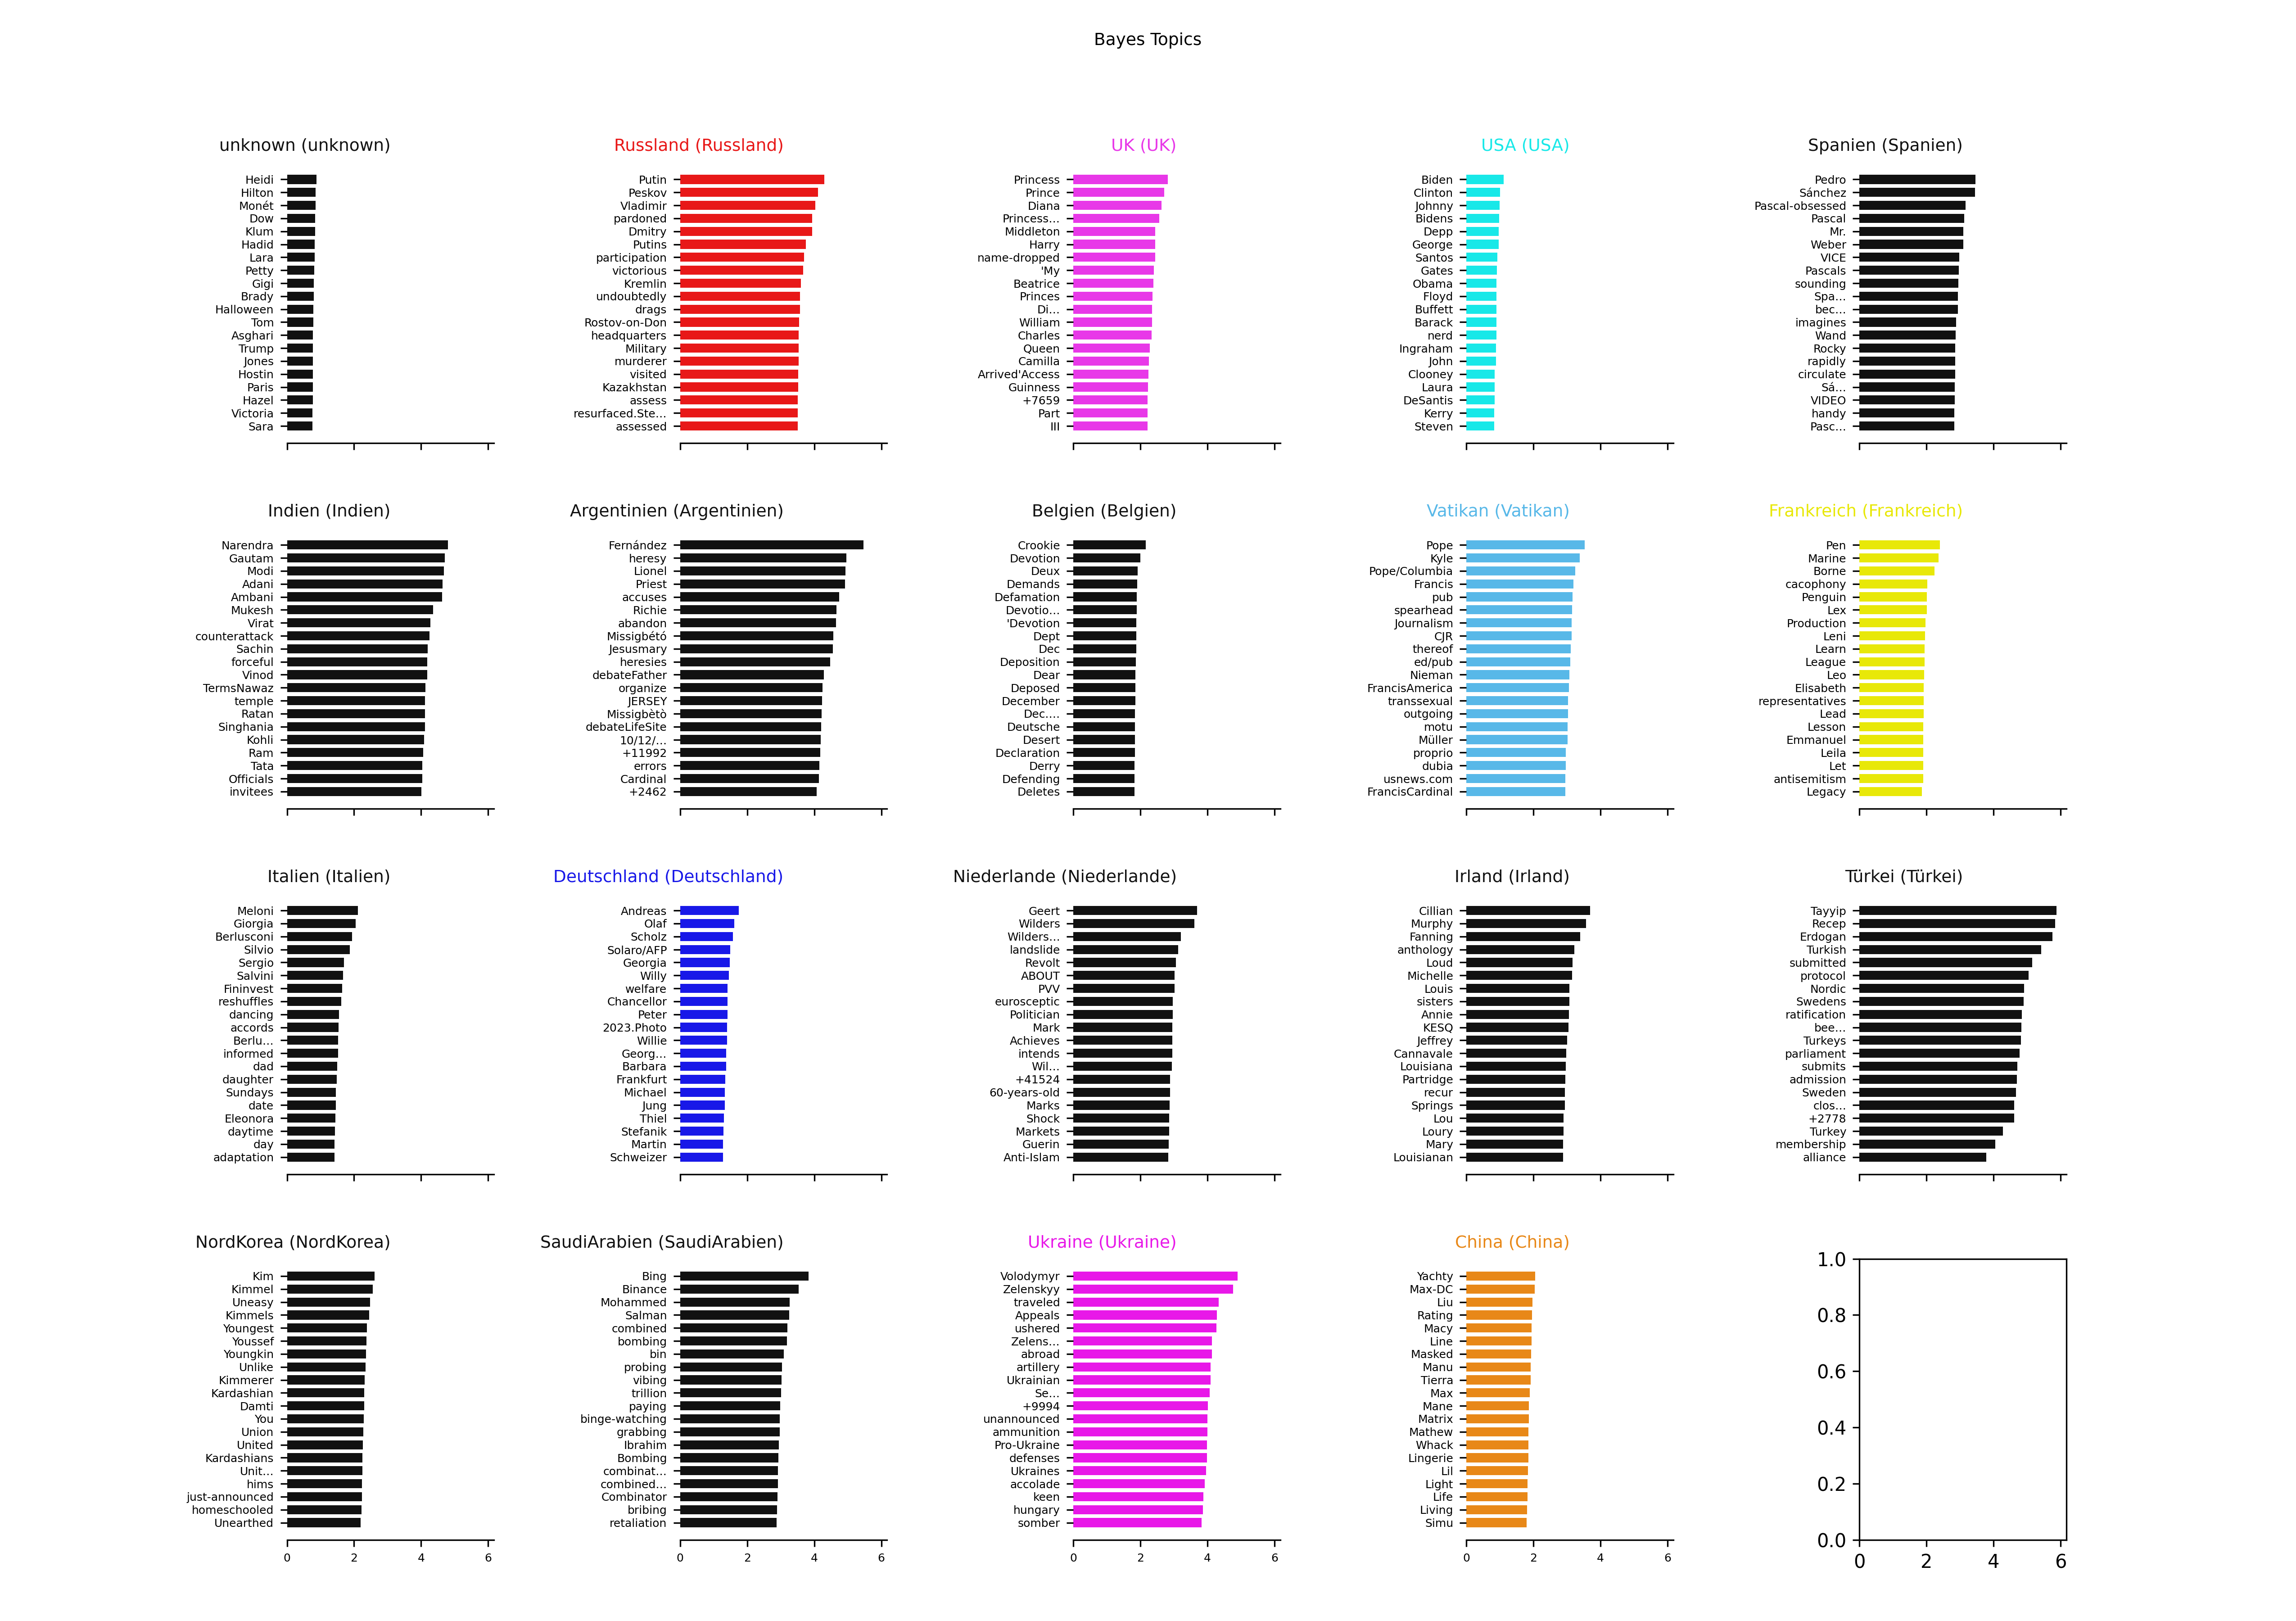 Bayes Topics
unknown (unknown)
Heidi
Hilton
Monét
Dow
Klum
Hadid
Lara
Petty
Gigi
Brady
Halloween
Tom
Asghari
Trump
Jones
Hostin
Paris
Hazel
Victoria
Sara
Russland (Russland)
Putin
Peskov
Vladimir
pardoned
Dmitry
Putins
participation
victorious
Kremlin
undoubtedly
drags
Rostov-on-Don
headquarters
Military
murderer
visited
Kazakhstan
assess
resurfaced.Ste...
assessed
UK (UK)
Princess
Prince
Diana
Princess...
Middleton
Harry
name-dropped
'My
Beatrice
Princes
Di...
William
Charles
Queen
Camilla
Arrived'Access
Guinness
+7659
Part
III
USA (USA)
Biden
Clinton
Johnny
Bidens
Depp
George
Santos
Gates
Obama
Floyd
Buffett
Barack
nerd
Ingraham
John
Clooney
Laura
DeSantis
Kerry
Steven
Spanien (Spanien)
Pedro
Sánchez
Pascal-obsessed
Pascal
Mr.
Weber
VICE
Pascals
sounding
Spa...
bec...
imagines
Wand
Rocky
rapidly
circulate
Sá...
VIDEO
handy
Pasc...
Indien (Indien)
Narendra
Gautam
Modi
Adani
Ambani
Mukesh
Virat
counterattack
Sachin
forceful
Vinod
TermsNawaz
temple
Ratan
Singhania
Kohli
Ram
Tata
Officials
invitees
Argentinien (Argentinien)
Fernández
heresy
Lionel
Priest
accuses
Richie
abandon
Missigbétó
Jesusmary
heresies
debateFather
organize
JERSEY
Missigbètò
debateLifeSite
10/12/...
+11992
errors
Cardinal
+2462
Belgien (Belgien)
Crookie
Devotion
Deux
Demands
Defamation
Devotio...
'Devotion
Dept
Dec
Deposition
Dear
Deposed
December
Dec....
Deutsche
Desert
Declaration
Derry
Defending
Deletes
Vatikan (Vatikan)
Pope
Kyle
Pope/Columbia
Francis
pub
spearhead
Journalism
CJR
thereof
ed/pub
Nieman
FrancisAmerica
transsexual
outgoing
motu
Müller
proprio
dubia
usnews.com
FrancisCardinal
Frankreich (Frankreich)
Pen
Marine
Borne
cacophony
Penguin
Lex
Production
Leni
Learn
League
Leo
Elisabeth
representatives
Lead
Lesson
Emmanuel
Leila
Let
antisemitism
Legacy
Italien (Italien)
Meloni
Giorgia
Berlusconi
Silvio
Sergio
Salvini
Fininvest
reshuffles
dancing
accords
Berlu...
informed
dad
daughter
Sundays
date
Eleonora
daytime
day
adaptation
Deutschland (Deutschland)
Andreas
Olaf
Scholz
Solaro/AFP
Georgia
Willy
welfare
Chancellor
Peter
2023.Photo
Willie
Georg...
Barbara
Frankfurt
Michael
Jung
Thiel
Stefanik
Martin
Schweizer
Niederlande (Niederlande)
Geert
Wilders
Wilders...
landslide
Revolt
ABOUT
PVV
eurosceptic
Politician
Mark
Achieves
intends
Wil...
+41524
60-years-old
Marks
Shock
Markets
Guerin
Anti-Islam
Irland (Irland)
Cillian
Murphy
Fanning
anthology
Loud
Michelle
Louis
sisters
Annie
KESQ
Jeffrey
Cannavale
Louisiana
Partridge
recur
Springs
Lou
Loury
Mary
Louisianan
Türkei (Türkei)
Tayyip
Recep
Erdogan
Turkish
submitted
protocol
Nordic
Swedens
ratification
bee...
Turkeys
parliament
submits
admission
Sweden
clos...
+2778
Turkey
membership
alliance
NordKorea (NordKorea)
Kim
Kimmel
Uneasy
Kimmels
Youngest
Youssef
Youngkin
Unlike
Kimmerer
Kardashian
Damti
You
Union
United
Kardashians
Unit...
hims
just-announced
homeschooled
Unearthed
0 2 4 6
SaudiArabien (SaudiArabien)
Bing
Binance
Mohammed
Salman
combined
bombing
bin
probing
vibing
trillion
paying
binge-watching
grabbing
Ibrahim
Bombing
combinat...
combined...
Combinator
bribing
retaliation
0 2 4 6
Ukraine (Ukraine)
Volodymyr
Zelenskyy
traveled
Appeals
ushered
Zelens...
abroad
artillery
Ukrainian
Se...
+9994
unannounced
ammunition
Pro-Ukraine
defenses
Ukraines
accolade
keen
hungary
somber
0 2 4 6
China (China)
Yachty
Max-DC
Liu
Rating
Macy
Line
Masked
Manu
Tierra
Max
Mane
Matrix
Mathew
Whack
Lingerie
Lil
Light
Life
Living
Simu
0 2 4 6
1.0
0.8
0.6
0.4
0.2
0.0
0 2 4 6